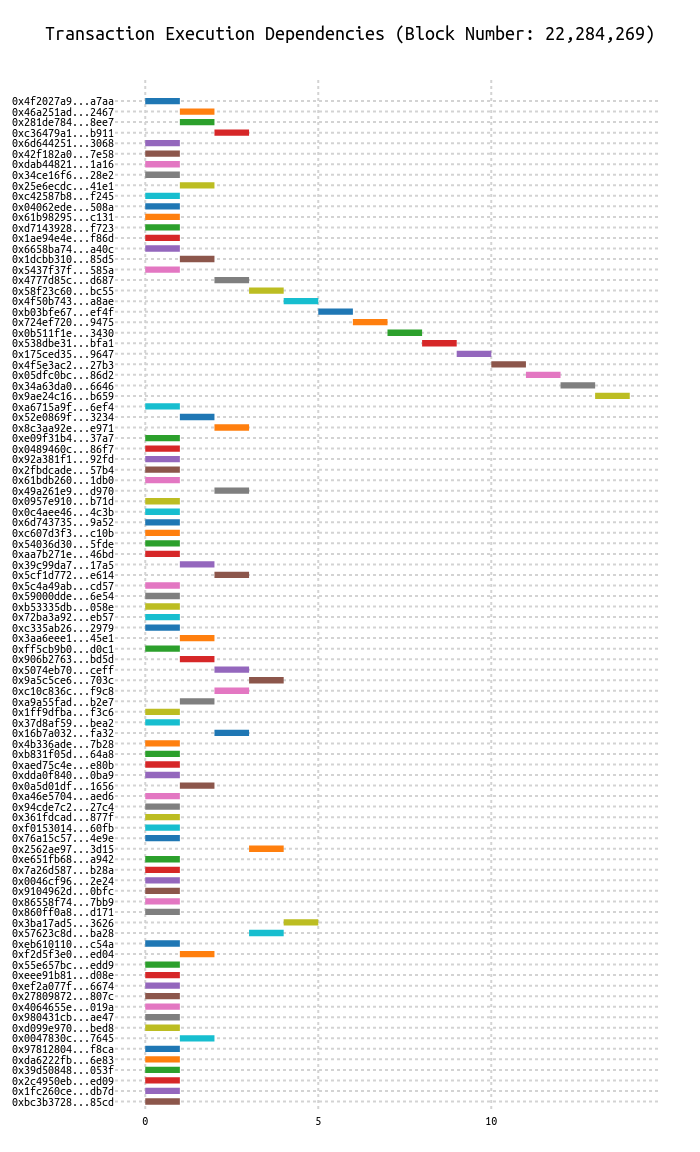 Transaction Execution Dependencies (Block Number: 22,284,269)
0x4f2027a9...a7aa
0x46a251ad...2467
0x281de784...8ee7
0xc36479a1...b911
0x6d644251...3068
0x42f182a0...7e58
0xdab44821...1a16
0x34ce16f6...28e2
0x25e6ecdc...41e1
0xc42587b8...f245
0x04062ede...508a
0x61b98295...c131
0xd7143928...f723
0x1ae94e4e...f86d
0x6658ba74...a40c
0x1dcbb310...85d5
0x5437f37f...585a
0x4777d85c...d687
0x58f23c60...bc55
0x4f50b743...a8ae
0xb03bfe67...ef4f
0x724ef720...9475
0x0b511f1e...3430
0x538dbe31...bfa1
0x175ced35...9647
0x4f5e3ac2...27b3
0x05dfc0bc...86d2
0x34a63da0...6646
0x9ae24c16...b659
0xa6715a9f...6ef4
0x52e0869f...3234
0x8c3aa92e...e971
0xe09f31b4...37a7
0x0489460c...86f7
0x92a381f1...92fd
0x2fbdcade...57b4
0x61bdb260...1db0
0x49a261e9...d970
0x0957e910...b71d
0x0c4aee46...4c3b
0x6d743735...9a52
0xc607d3f3...c10b
0x54036d30...5fde
0xaa7b271e...46bd
0x39c99da7...17a5
0x5cf1d772...e614
0x5c4a49ab...cd57
0x59000dde...6e54
0xb53335db...058e
0x72ba3a92...eb57
0xc335ab26...2979
0x3aa6eee1...45e1
0xff5cb9b0...d0c1
0x906b2763...bd5d
0x5074eb70...ceff
0x9a5c5ce6...703c
0xc10c836c...f9c8
0xa9a55fad...b2e7
0x1ff9dfba...f3c6
0x37d8af59...bea2
0x16b7a032...fa32
0x4b336ade...7b28
0xb831f05d...64a8
0xaed75c4e...e80b
0xdda0f840...0ba9
0x0a5d01df...1656
0xa46e5704...aed6
0x94cde7c2...27c4
0x361fdcad...877f
0xf0153014...60fb
0x76a15c57...4e9e
0x2562ae97...3d15
0xe651fb68...a942
0x7a26d587...b28a
0x0046cf96...2e24
0x9104962d...0bfc
0x86558f74...7bb9
0x860ff0a8...d171
0x3ba17ad5...3626
0x57623c8d...ba28
0xeb610110...c54a
0xf2d5f3e0...ed04
0x55e657bc...edd9
0xeee91b81...d08e
0xef2a077f...6674
0x27809872...807c
0x4064655e...019a
0x980431cb...ae47
0xd099e970...bed8
0x0047830c...7645
0x97812804...f8ca
0xda6222fb...6e83
0x39d50848...053f
0x2c4950eb...ed09
0x1fc260ce...db7d
0xbc3b3728...85cd
0 5 10